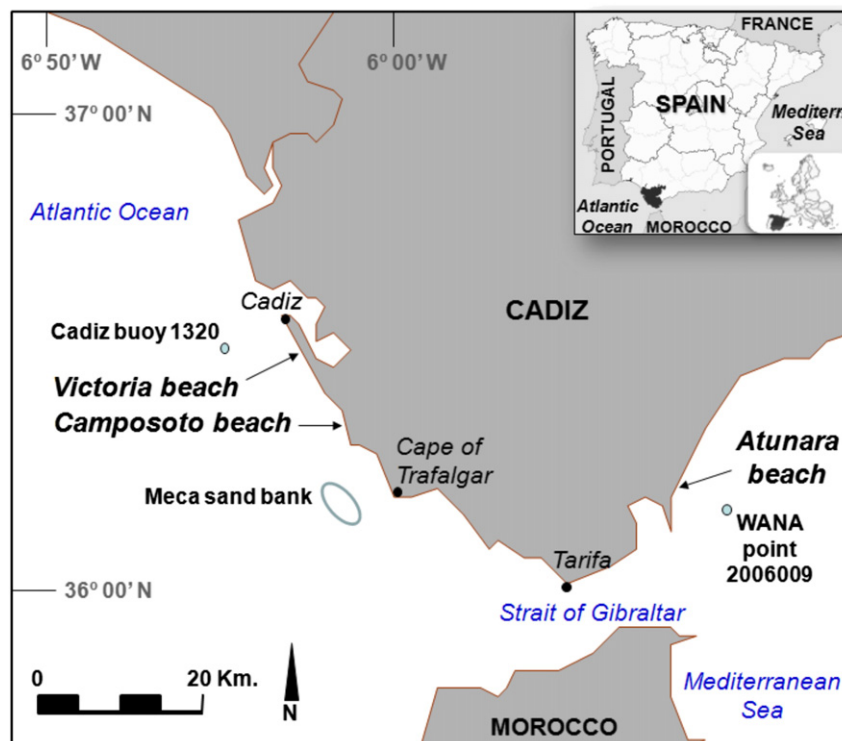 6º 50' W
6º 00' W
37º 00' N
FRANCE
PORTUGAL
SPAIN
Mediterr
Sea
Atlantic
Ocean
MOROCCO
Atlantic Ocean
Cadiz
CADIZ
Cadiz buoy 1320
Victoria beach
Camposoto beach
Cape of
Trafalgar
Meca sand bank
Atunara
beach
WANA
point
2006009
Tarifa
36º 00' N
Strait of Gibraltar
0 20 Km.
N
Mediterranean
Sea
MOROCCO